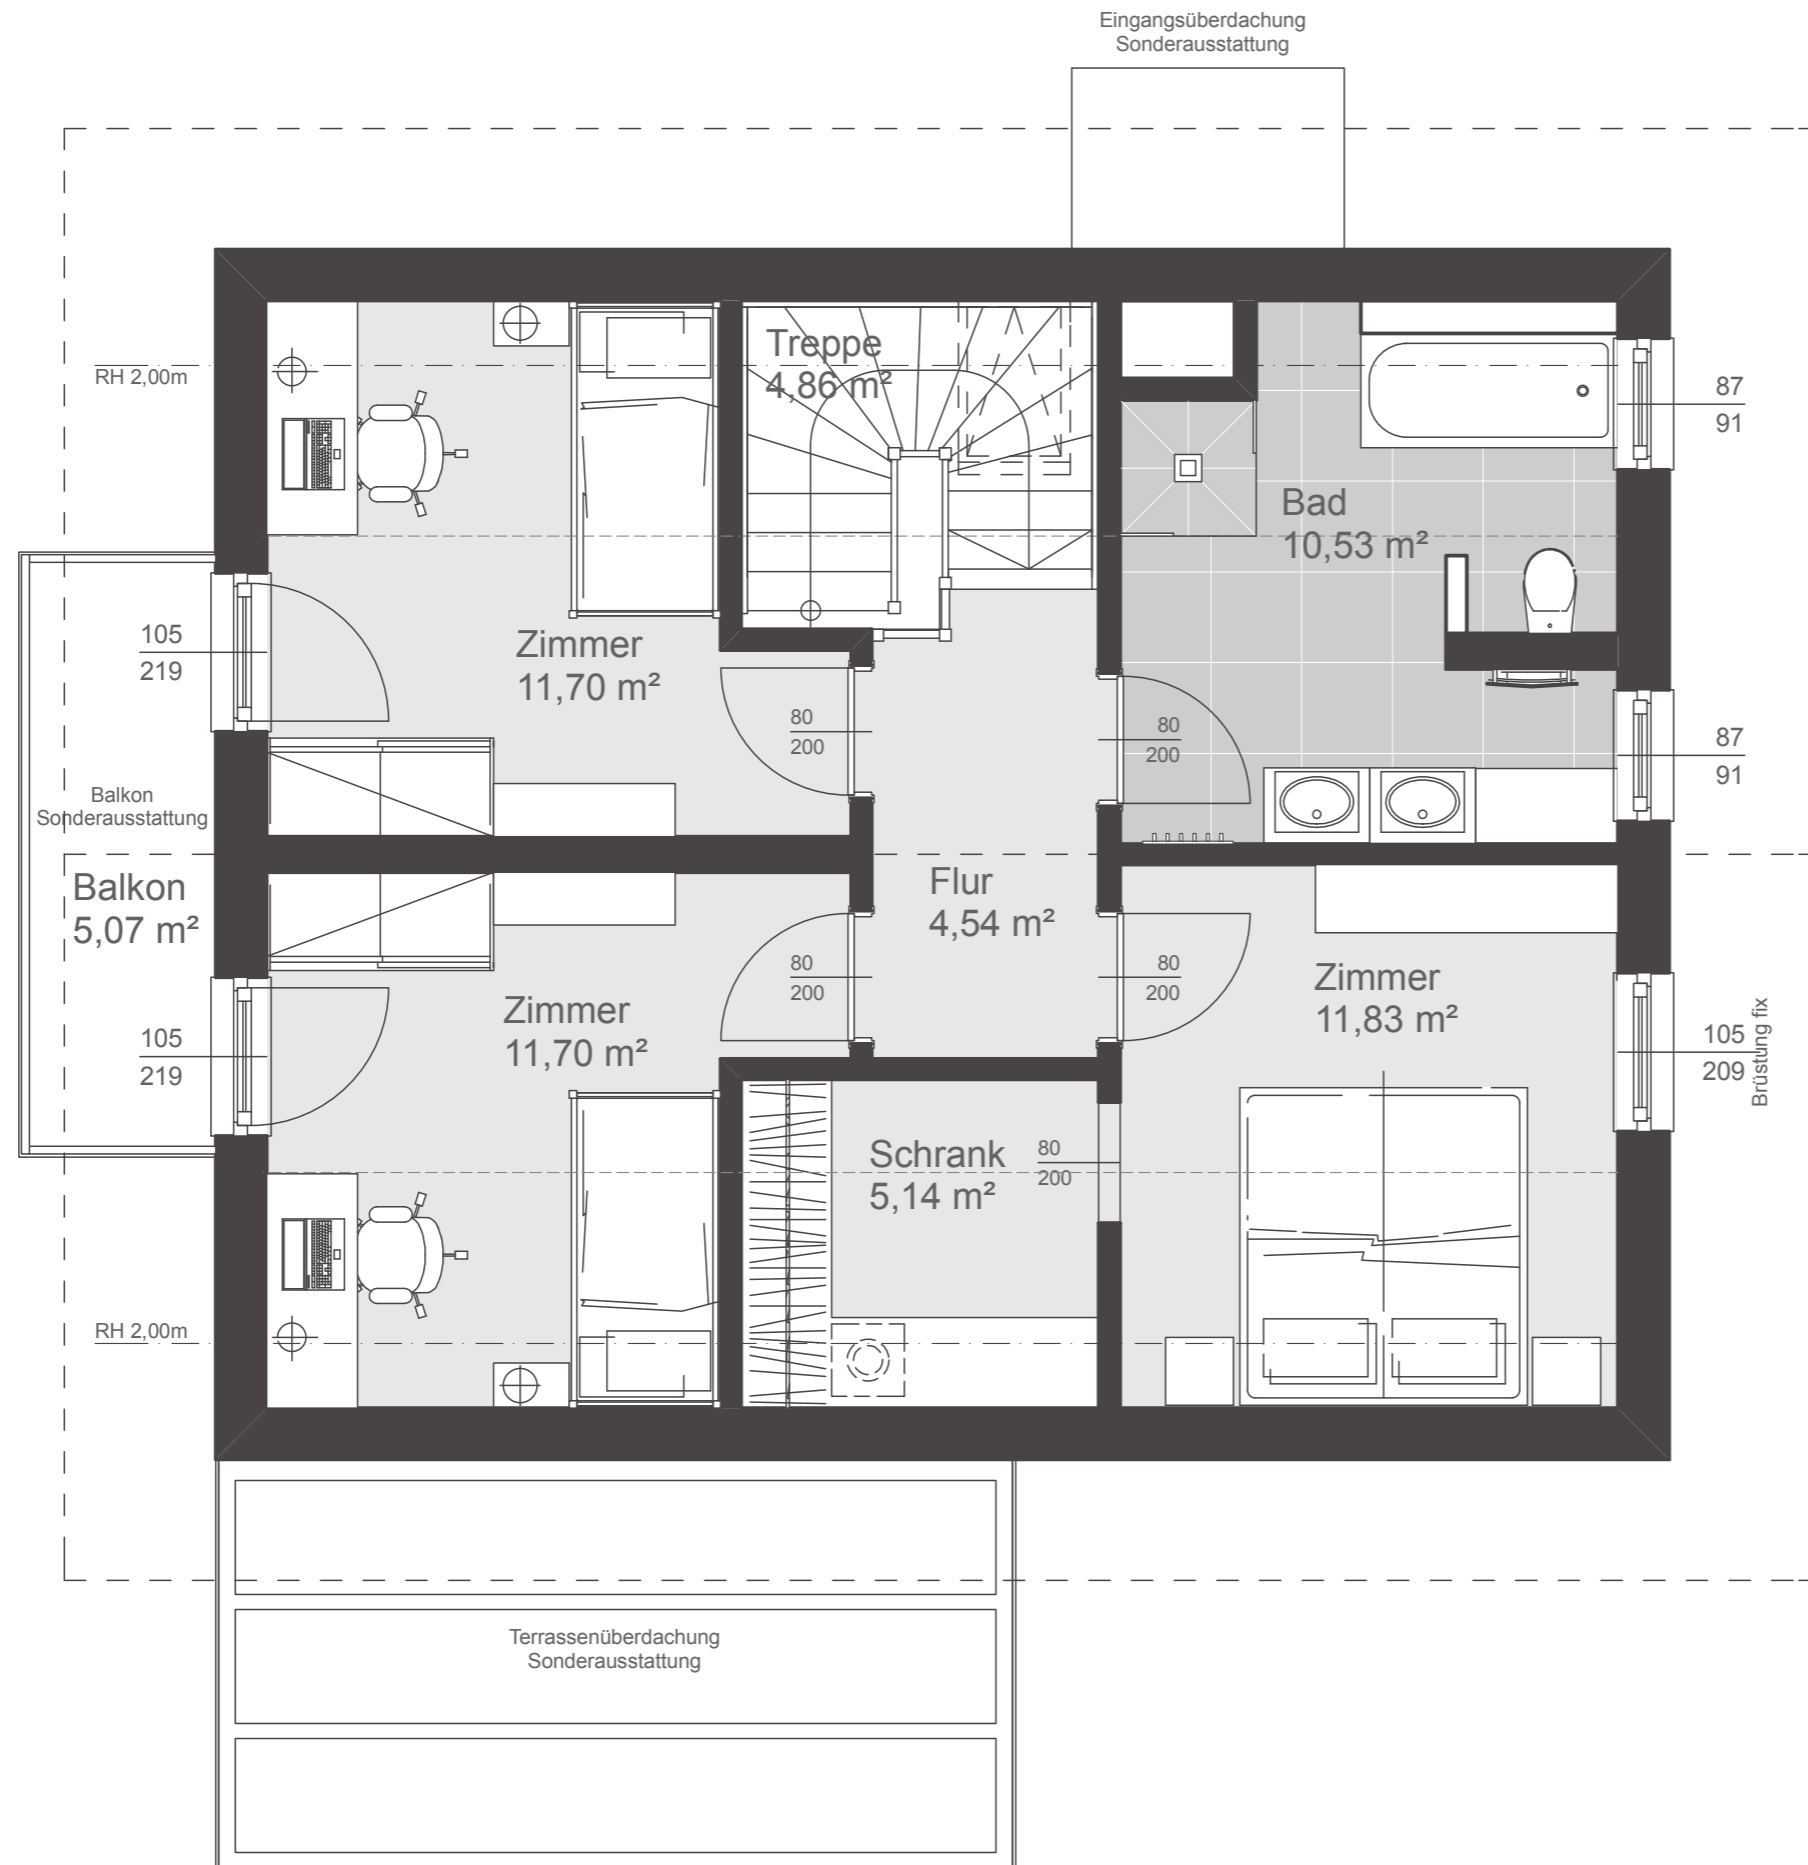 Eingangsüberdachung
Sonderausstattung
RH 2,00m
Treppe
4,86 m²
87
91
Bad
10,53 m²
105
219
Zimmer
11,70 m²
80
200
80
200
87
91
Balkon
Sonderausstattung
Balkon
5,07 m²
Flur
4,54 m²
105
219
Zimmer
11,70 m²
80
200
80
200
Zimmer
11,83 m²
105
209
Brüstung fix
Schrank
5,14 m²
80
200
RH 2,00m
Terrassenüberdachung
Sonderausstattung